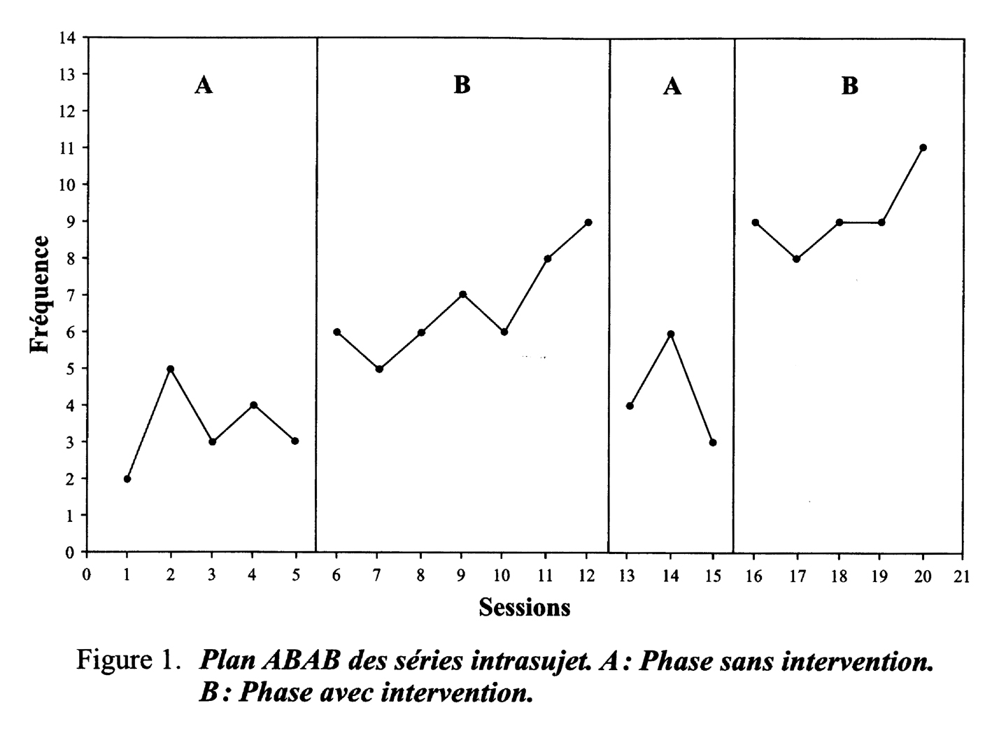 14
13
12
11
10
9
8
7
6
5
4
3
2
1
0
Fréquence
A B A B
0 1 2 3 4 5 6 7 8 9 10 11 12 13 14 15 16 17 18 19 20 21
Sessions
Figure 1. Plan ABAB des séries intrasujet. A : Phase sans intervention.
B : Phase avec intervention.